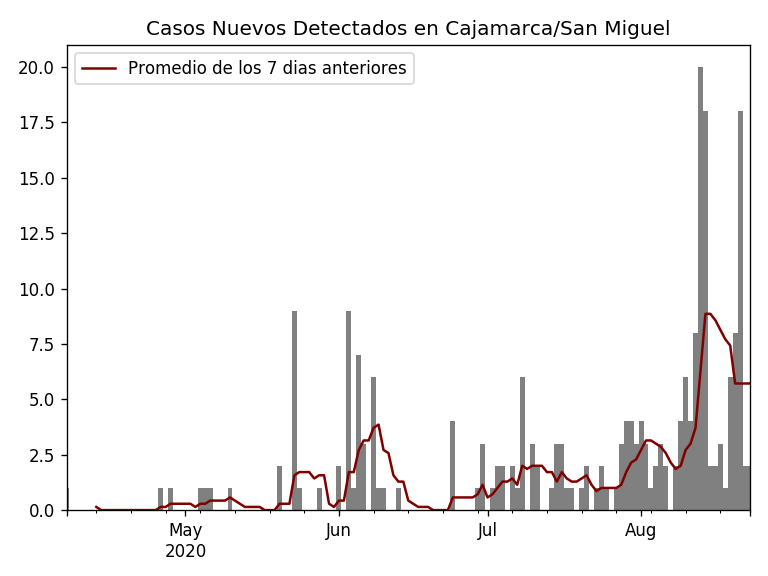 Casos Nuevos Detectados en Cajamarca/San Miguel
Promedio de los 7 dias anteriores
20.0
17.5
15.0
12.5
10.0
7.5
5.0
2.5
0.0
May
2020
Jun
Jul
Aug